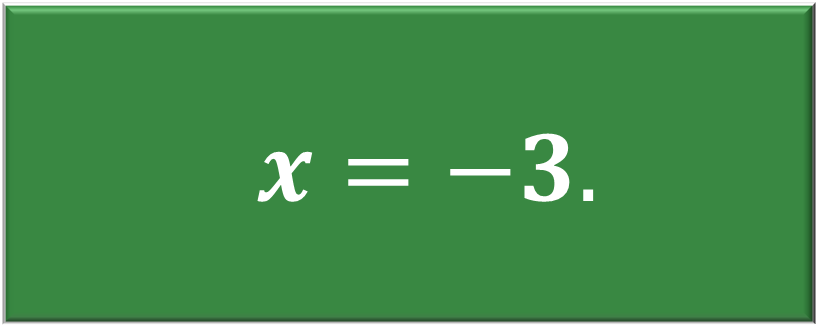 x = −3.